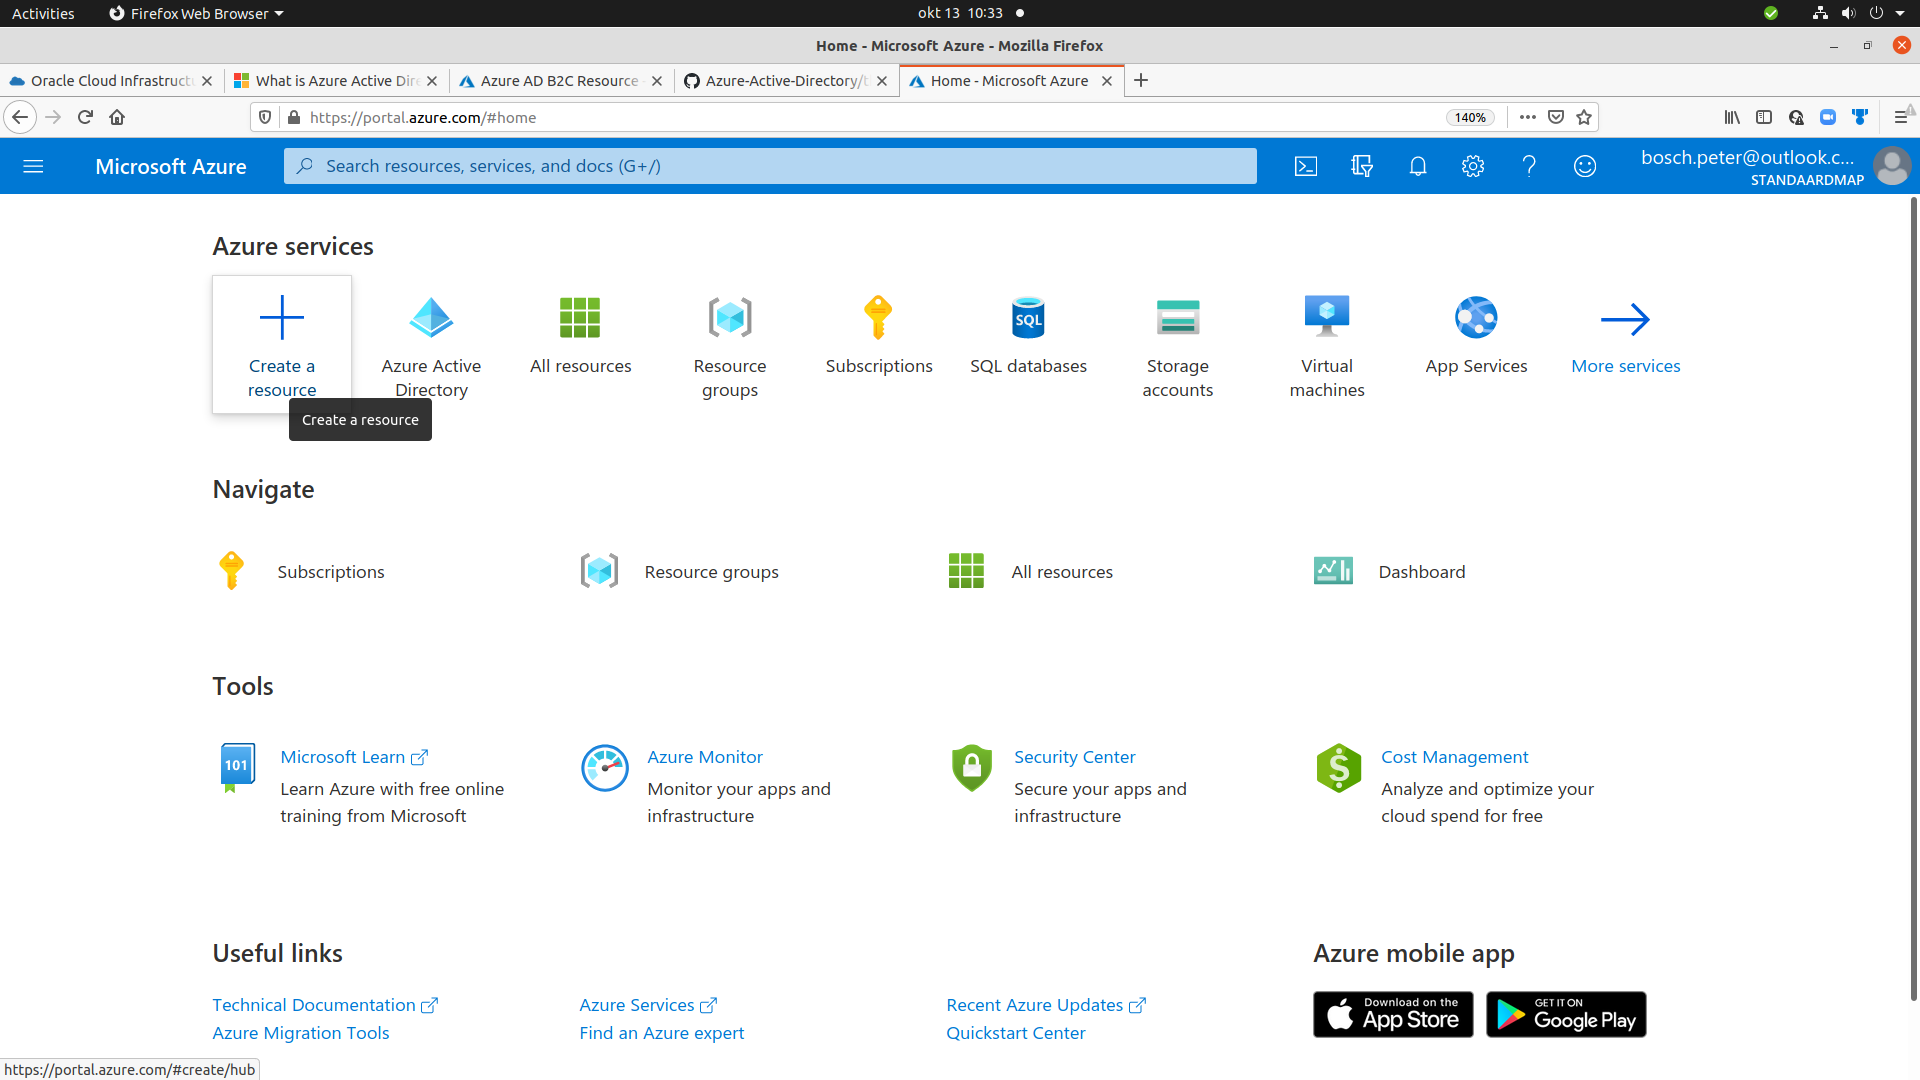 Activities
Firefox Web Browser
okt 13 10:33
Home - Microsoft Azure - Mozilla Firefox
Oracle Cloud Infrastructu
What is Azure Active Dire
Azure AD B2C Resource
Azure-Active-Directory/t
Home - Microsoft Azure
https://portal.azure.com/#home
140%
Microsoft Azure
Search resources, services, and docs (G+/)
bosch.peter@outlook.c...
STANDAARDMAP
Azure services
Create a
resource
Azure Active
Directory
All resources
Resource
groups
Subscriptions
SQL
SQL databases
Storage
accounts
Virtual
machines
App Services
More services
Create a resource
Navigate
Subscriptions
Resource groups
All resources
Dashboard
Tools
101
Microsoft Learn
Learn Azure with free online
training from Microsoft
Azure Monitor
Monitor your apps and
infrastructure
Security Center
Secure your apps and
infrastructure
$
Cost Management
Analyze and optimize your
cloud spend for free
Useful links
Technical Documentation
Azure Migration Tools
Azure Services
Find an Azure expert
Recent Azure Updates
Quickstart Center
Azure mobile app
Download on the
App Store
GET IT ON
Google Play
https://portal.azure.com/#create/hub